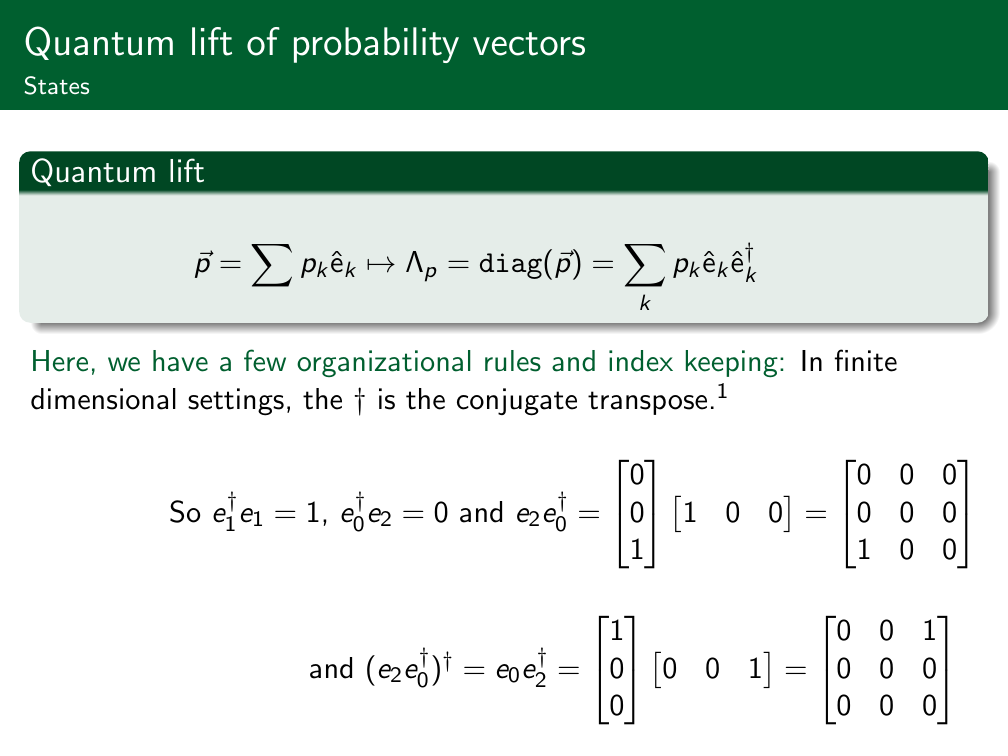 Quantum lift of probability vectors
States
Quantum lift
$\vec{p} = \sum p_k \hat{\mathtt{e}}_k \mapsto \Lambda_p = \mathtt{diag}(\vec{p}) = \sum_k p_k \hat{\mathtt{e}}_k \hat{\mathtt{e}}_k^\dagger$
Here, we have a few organizational rules and index keeping: In finite
dimensional settings, the † is the conjugate transpose.¹
So $e_1^\dagger e_1 = 1$, $e_0^\dagger e_2 = 0$ and $e_2 e_0^\dagger = \begin{bmatrix} 0 \\ 0 \\ 1 \end{bmatrix} \begin{bmatrix} 1 & 0 & 0 \end{bmatrix} = \begin{bmatrix} 0 & 0 & 0 \\ 0 & 0 & 0 \\ 1 & 0 & 0 \end{bmatrix}$
and $(e_2 e_0^\dagger)^\dagger = e_0 e_2^\dagger = \begin{bmatrix} 1 \\ 0 \\ 0 \end{bmatrix} \begin{bmatrix} 0 & 0 & 1 \end{bmatrix} = \begin{bmatrix} 0 & 0 & 1 \\ 0 & 0 & 0 \\ 0 & 0 & 0 \end{bmatrix}$